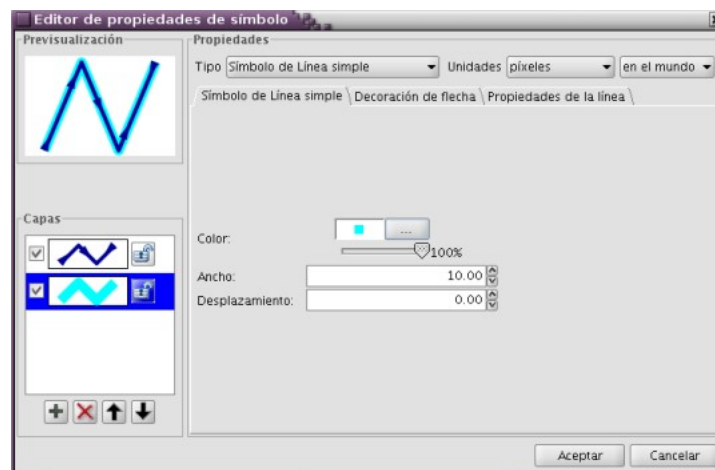 Editor de propiedades de símbolo
Previsualización
Propiedades
Tipo Símbolo de Línea simple Unidades píxeles en el mundo
Símbolo de Línea simple Decoración de flecha Propiedades de la línea
Capas
Color: ...
100%
Ancho: 10.00
Desplazamiento: 0.00
Aceptar Cancelar